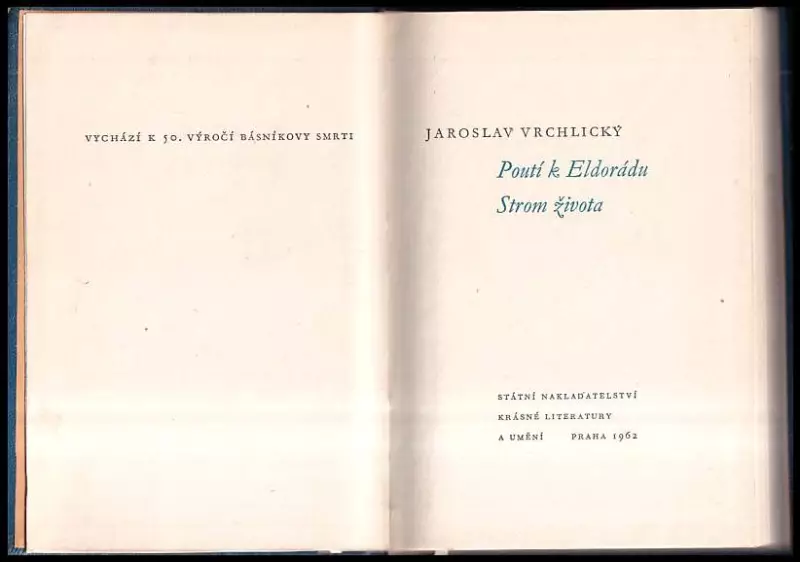 VYCHÁZÍ K 50. VÝROČÍ BÁSNÍKOVY SMRTI
JAROSLAV VRCHLICKÝ
Poutí k Eldorádu
Strom života
STÁTNÍ NAKLADATELSTVÍ
KRÁSNÉ LITERATURY
A UMĚNÍ PRAHA 1962